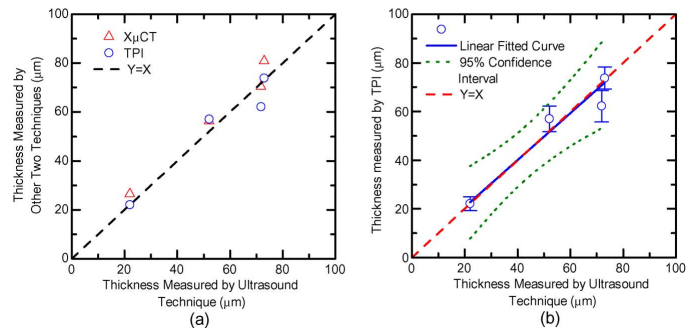 100
80
60
40
20
0
Thickness Measured by
Other Two Techniques (μm)
XμCT
TPI
Y=X
0 20 40 60 80 100
Thickness Measured by Ultrasound
Technique (μm)
(a)
100
80
60
40
20
0
Thickness measured by TPI (μm)
Linear Fitted Curve
95% Confidence
Interval
Y=X
0 20 40 60 80 100
Thickness Measured by Ultrasound
Technique (μm)
(b)